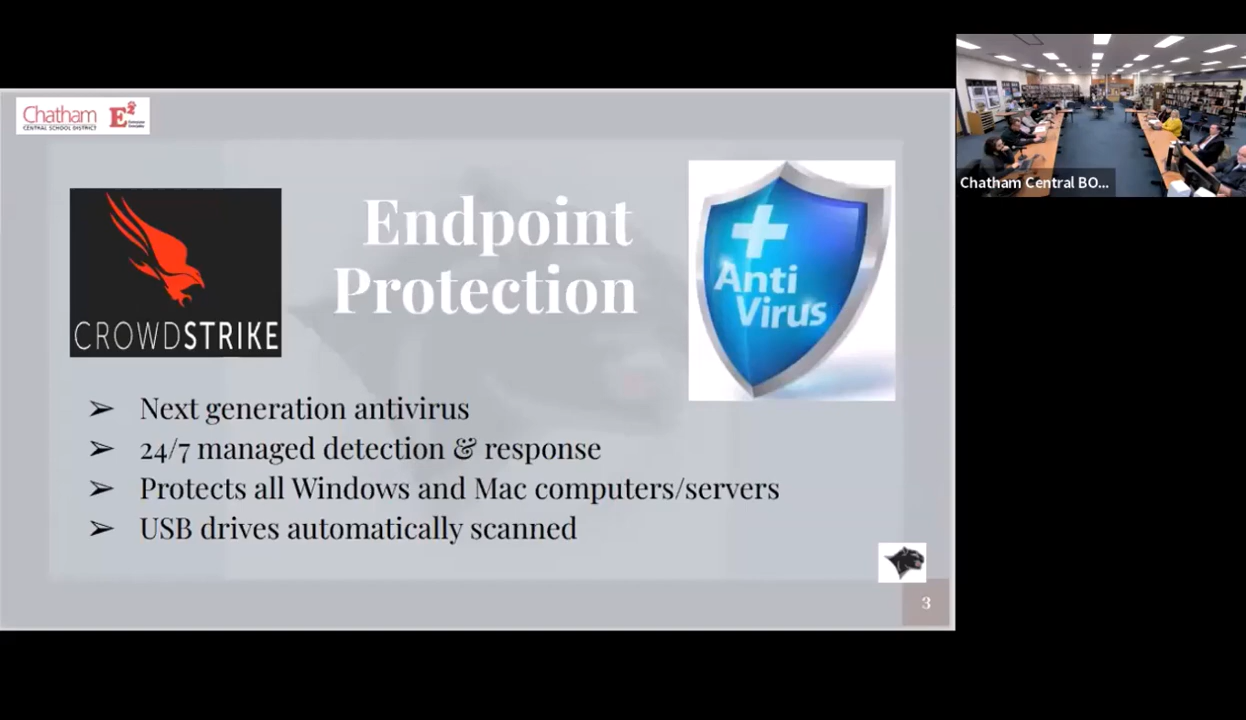 Chatham
CENTRAL SCHOOL DISTRICT
E²
CROWDSTRIKE
Endpoint
Protection
+
Anti
Virus
➢ Next generation antivirus
➢ 24/7 managed detection & response
➢ Protects all Windows and Mac computers/servers
➢ USB drives automatically scanned
3
Chatham Central BO...